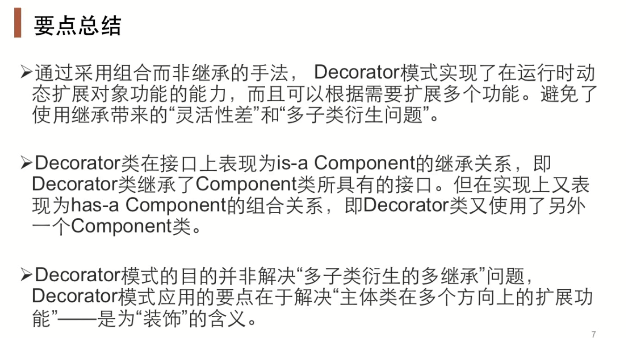 要点总结
➢通过采用组合而非继承的手法， Decorator模式实现了在运行时动
态扩展对象功能的能力，而且可以根据需要扩展多个功能。避免了
使用继承带来的“灵活性差”和“多子类衍生问题”。
➢Decorator类在接口上表现为is-a Component的继承关系，即
Decorator类继承了Component类所具有的接口。但在实现上又表
现为has-a Component的组合关系，即Decorator类又使用了另外
一个Component类。
➢Decorator模式的目的并非解决“多子类衍生的多继承”问题，
Decorator模式应用的要点在于解决“主体类在多个方向上的扩展功
能”——是为“装饰”的含义。
7